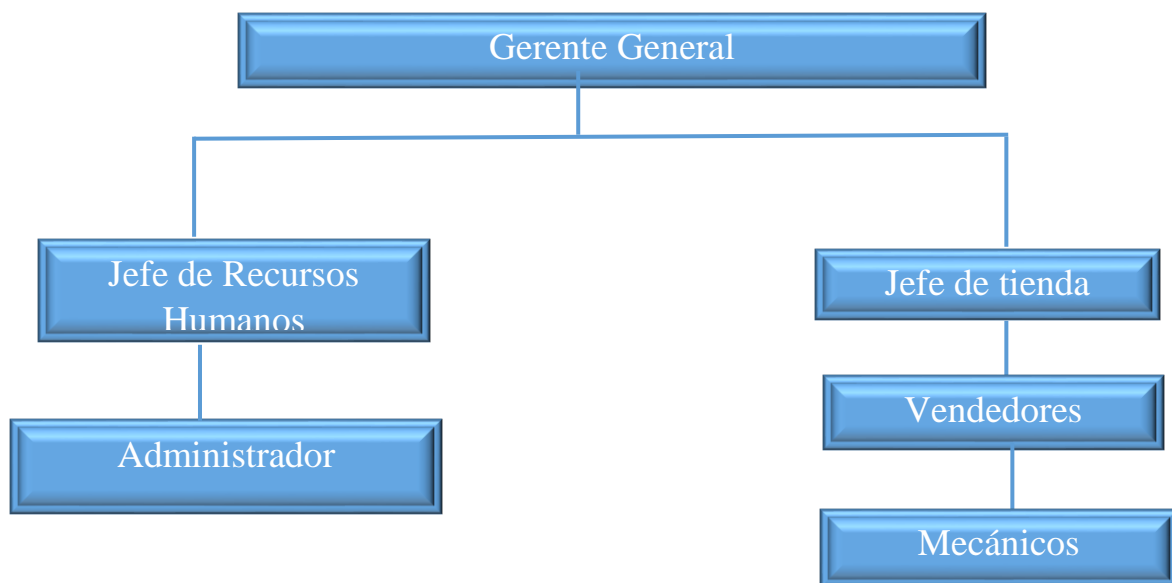 Gerente General
Jefe de Recursos
Humanos
Jefe de tienda
Administrador
Vendedores
Mecánicos